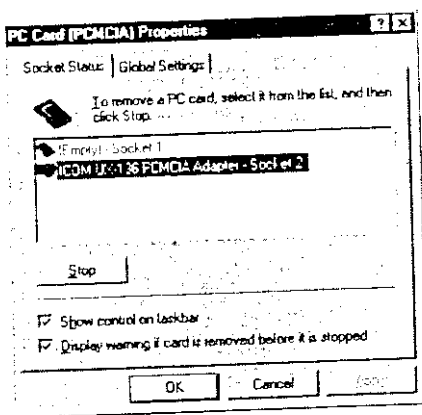 PC Card (PCMCIA) Properties
Socket Status Global Settings
To remove a PC card, select it from the list, and then
click Stop.
(Empty) - Socket 1
ICOM UX-136 PCMCIA Adapter - Socket 2
Stop
Show control on taskbar
Display warning if card is removed before it is stopped
OK Cancel Apply